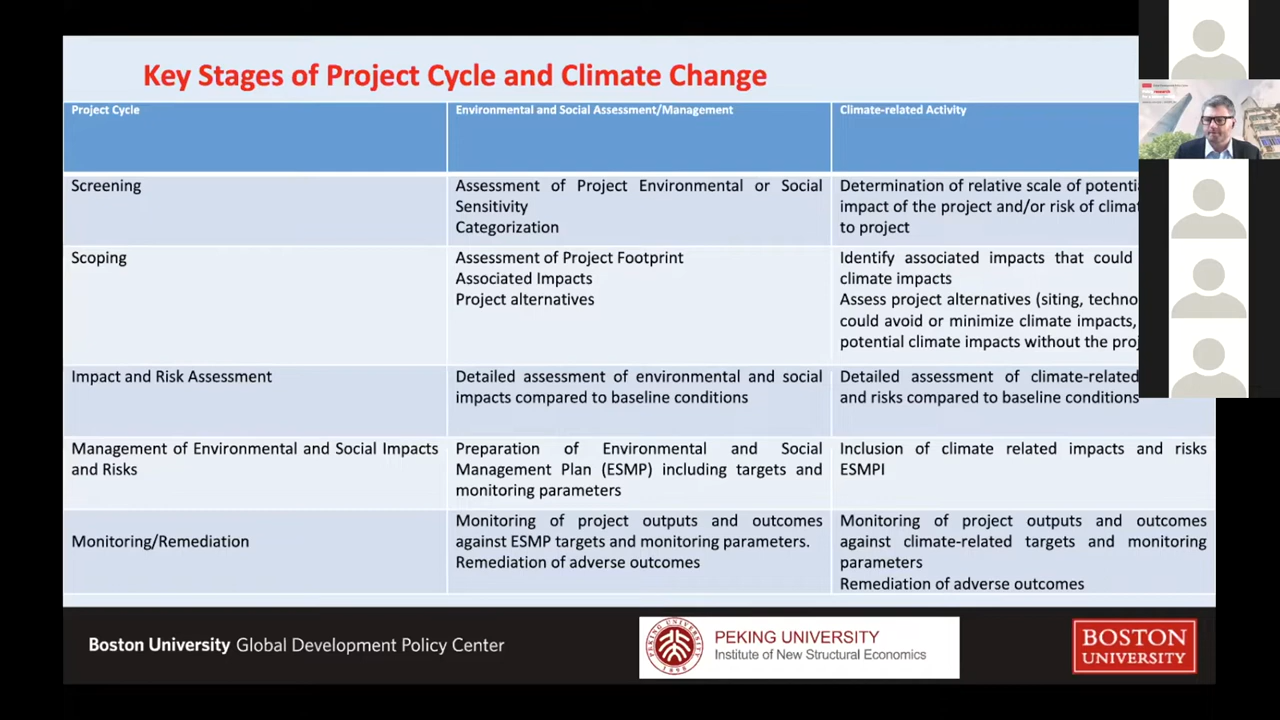 Key Stages of Project Cycle and Climate Change
Project Cycle
Environmental and Social Assessment/Management
Climate-related Activity
Screening
Assessment of Project Environmental or Social
Sensitivity
Categorization
Determination of relative scale of
impact of the project and/or risk of
to project
Scoping
Assessment of Project Footprint
Associated Impacts
Project alternatives
Identify associated impacts that could
climate impacts
Assess project alternatives (siting,
could avoid or minimize climate impacts,
potential climate impacts without the
Impact and Risk Assessment
Detailed assessment of environmental and social
impacts compared to baseline conditions
Detailed assessment of climate-related
and risks compared to baseline conditions
Management of Environmental and Social Impacts
and Risks
Preparation of Environmental and Social
Management Plan (ESMP) including targets and
monitoring parameters
Inclusion of climate related impacts and risks
ESMPI
Monitoring/Remediation
Monitoring of project outputs and outcomes
against ESMP targets and monitoring parameters.
Remediation of adverse outcomes
Monitoring of project outputs and outcomes
against climate-related targets and monitoring
parameters
Remediation of adverse outcomes
Boston University Global Development Policy Center
PEKING UNIVERSITY
Institute of New Structural Economics
PEKING UNIVERSITY
1898
BOSTON
UNIVERSITY